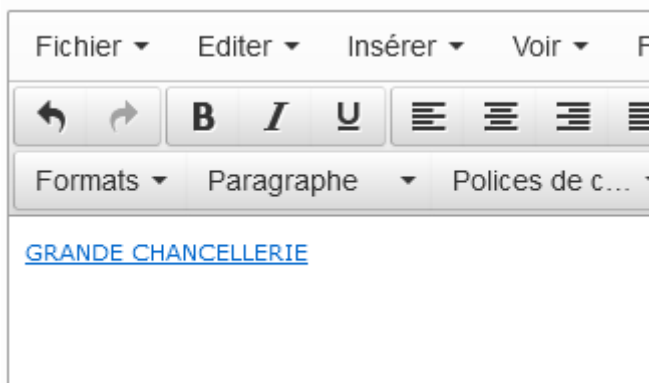 Fichier Editer Insérer Voir F
B I U
Formats Paragraphe Polices de c...
GRANDE CHANCELLERIE